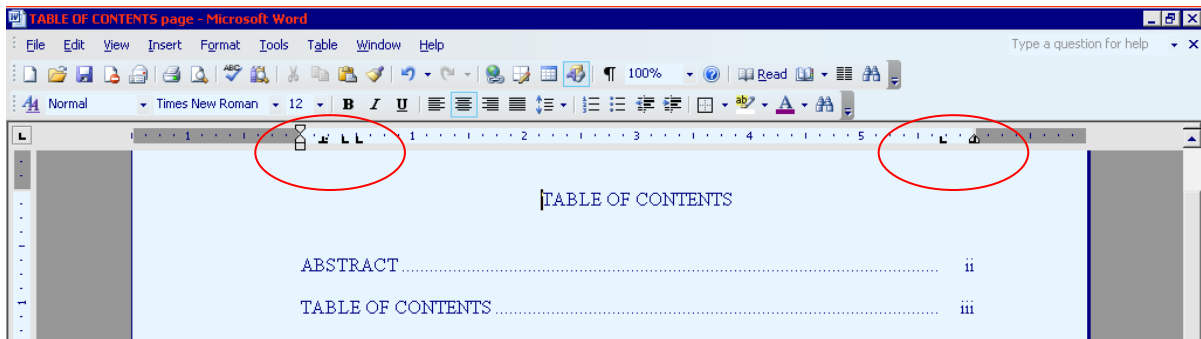 TABLE OF CONTENTS page - Microsoft Word
File Edit View Insert Format Tools Table Window Help Type a question for help
100% Read
Normal Times New Roman 12 B I U A
1 1 2 3 4 5
TABLE OF CONTENTS
ABSTRACT ........................................ ii
TABLE OF CONTENTS ........................................ iii
1